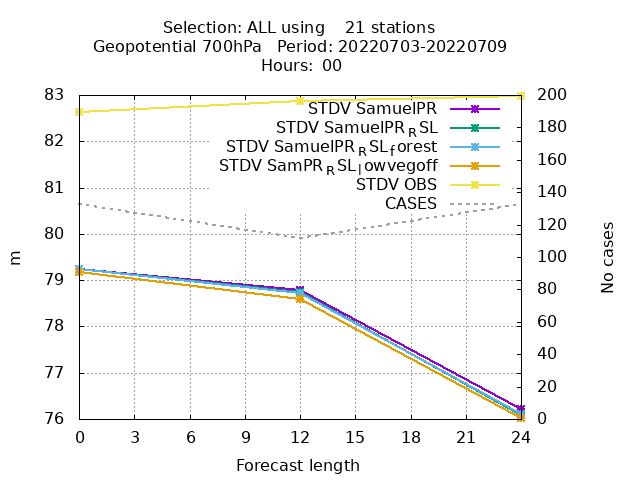 Selection: ALL using    21 stations
Geopotential 700hPa   Period: 20220703-20220709
Hours: 00
83 200
STDV SamuelPR
STDV SamuelPR_RSL
STDV SamuelPR_RSL_forest
STDV SamPR_RSL_lowvegoff
STDV OBS
CASES
82
81
80
79
78
77
76
180
160
140
120
100
80
60
40
20
0
m
No cases
0 3 6 9 12 15 18 21 24
Forecast length